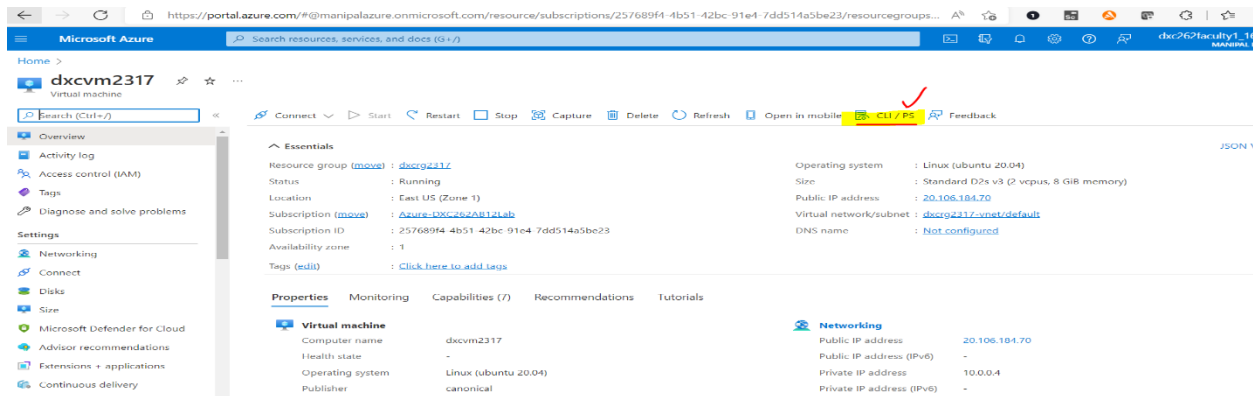 https://portal.azure.com/#@manipalazure.onmicrosoft.com/resource/subscriptions/257689f4-4b51-42bc-91e4-7dd514a5be23/resourcegroups...
Microsoft Azure Search resources, services, and docs (G+/) dxc262faculty1_16
MANIPAL
Home >
dxcvm2317 ...
Virtual machine
Search (Ctrl+/) « Connect Start Restart Stop Capture Delete Refresh Open in mobile CLI / PS Feedback
Overview
Activity log
Access control (IAM)
Tags
Diagnose and solve problems
Settings
Networking
Connect
Disks
Size
Microsoft Defender for Cloud
Advisor recommendations
Extensions + applications
Continuous delivery
Essentials JSON V
Resource group (move) : dxcrg2317
Status : Running
Location : East US (Zone 1)
Subscription (move) : Azure-DXC262AB12Lab
Subscription ID : 257689f4-4b51-42bc-91e4-7dd514a5be23
Availability zone : 1
Tags (edit) : Click here to add tags
Operating system : Linux (ubuntu 20.04)
Size : Standard D2s v3 (2 vcpus, 8 GiB memory)
Public IP address : 20.106.184.70
Virtual network/subnet : dxcrg2317-vnet/default
DNS name : Not configured
Properties Monitoring Capabilities (7) Recommendations Tutorials
Virtual machine
Computer name dxcvm2317
Health state -
Operating system Linux (ubuntu 20.04)
Publisher canonical
Networking
Public IP address 20.106.184.70
Public IP address (IPv6) -
Private IP address 10.0.0.4
Private IP address (IPv6) -